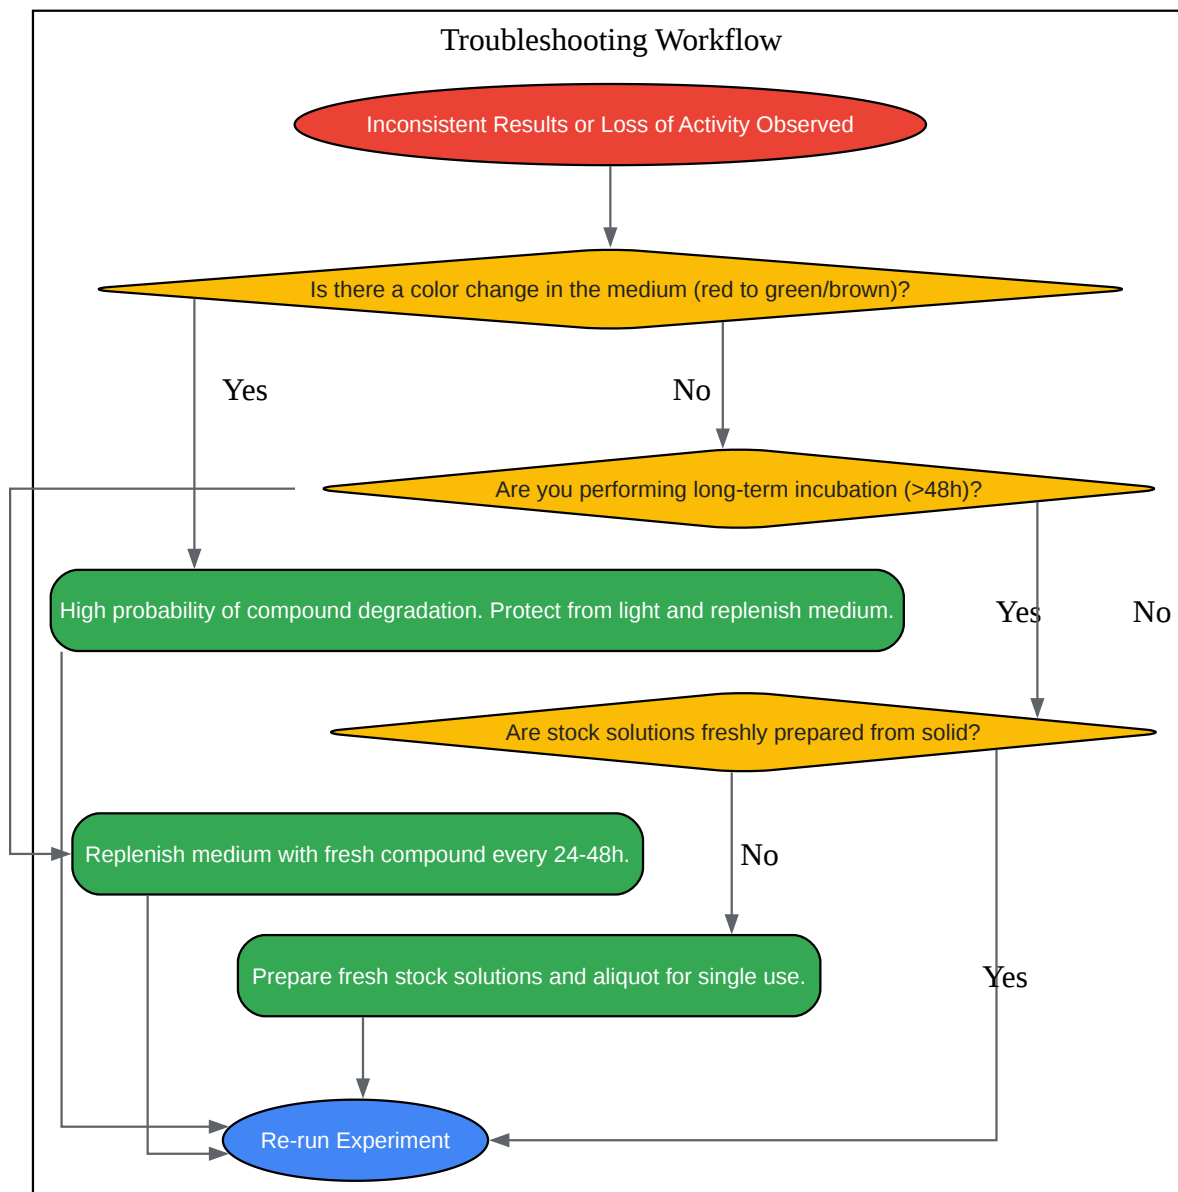 Troubleshooting Workflow
Inconsistent Results or Loss of Activity Observed
Is there a color change in the medium (red to green/brown)?
Yes
No
Are you performing long-term incubation (>48h)?
High probability of compound degradation. Protect from light and replenish medium.
Yes
No
Are stock solutions freshly prepared from solid?
Replenish medium with fresh compound every 24-48h.
No
Prepare fresh stock solutions and aliquot for single use.
Yes
Re-run Experiment